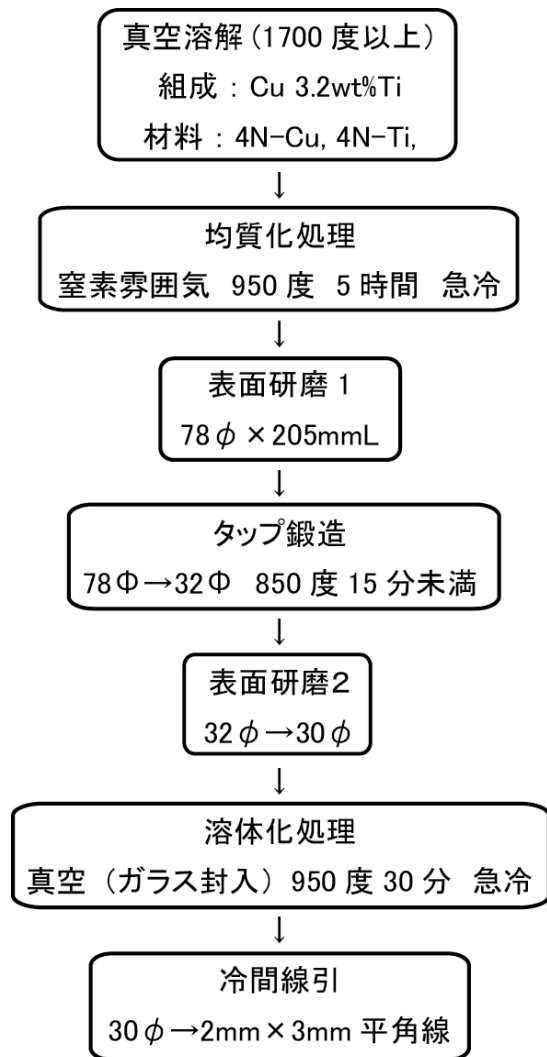 真空溶解（1700 度以上）
組成 : Cu 3.2wt%Ti
材料 : 4N-Cu, 4N-Ti,
↓
均質化処理
窒素雰囲気 950 度 5 時間 急冷
↓
表面研磨 1
78φ×205mmL
↓
タップ鍛造
78Φ→32Φ 850 度 15 分未満
↓
表面研磨２
32φ→30φ
↓
溶体化処理
真空 （ガラス封入） 950 度 30 分 急冷
↓
冷間線引
30φ→2mm×3mm 平角線